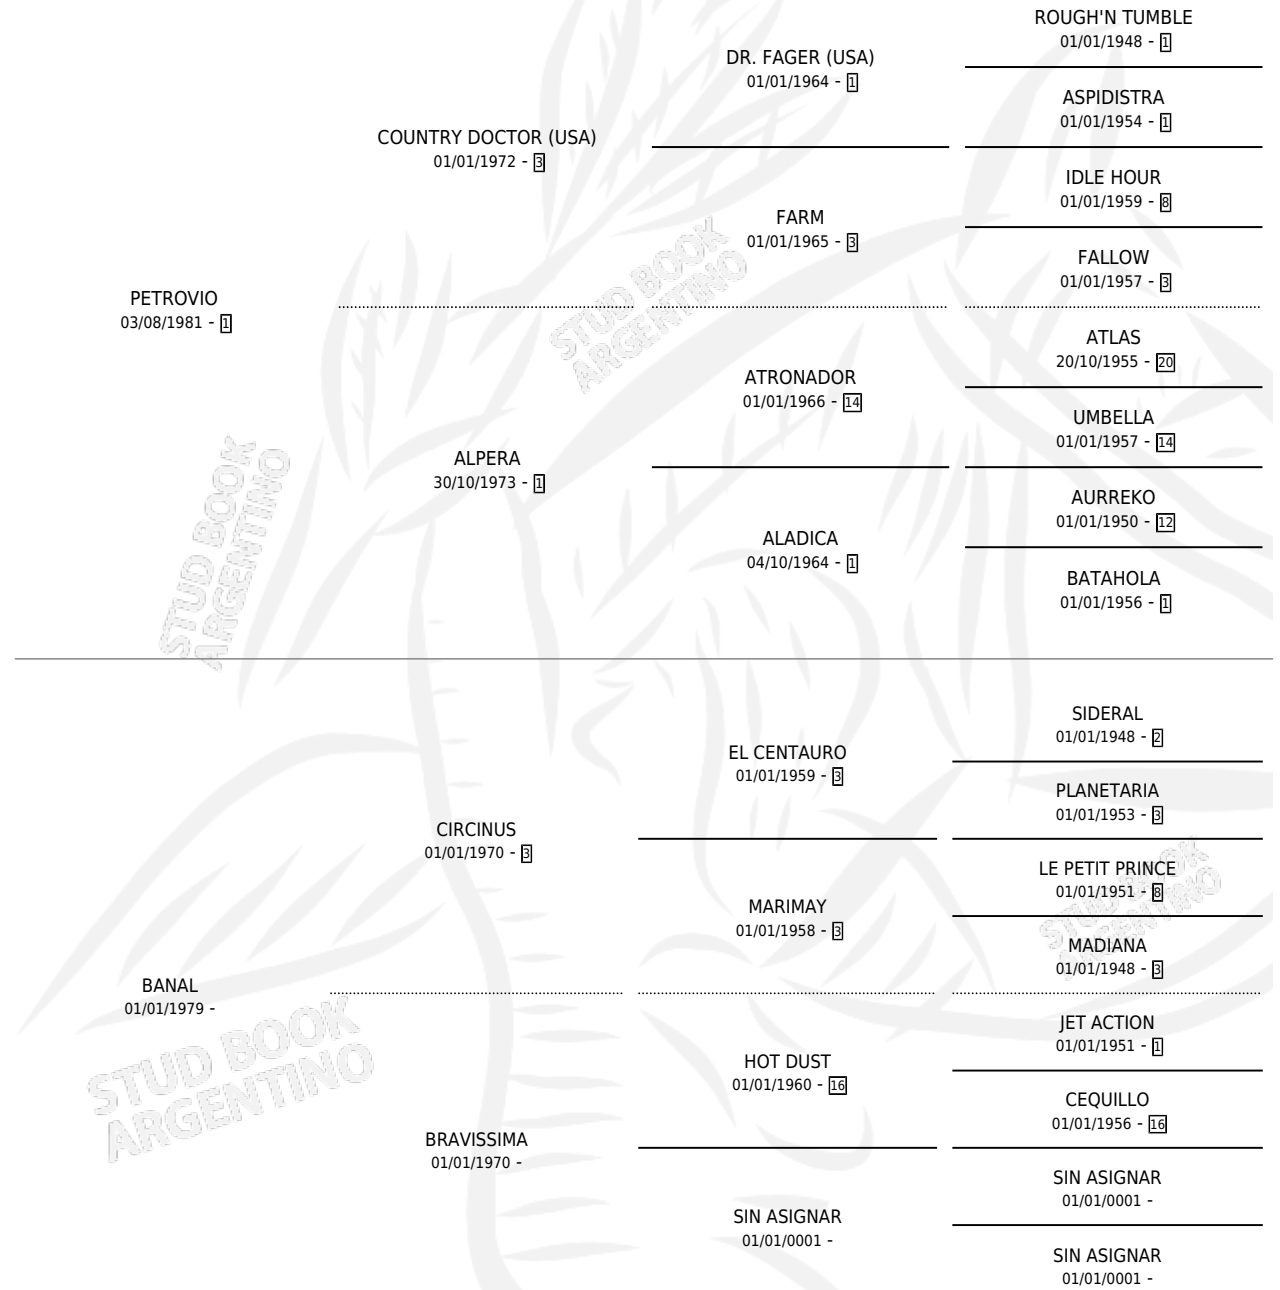 ROUGH'N TUMBLE
01/01/1948 - 1
DR. FAGER (USA)
01/01/1964 - 1
ASPIDISTRA
01/01/1954 - 1
COUNTRY DOCTOR (USA)
01/01/1972 - 3
IDLE HOUR
01/01/1959 - 8
FARM
01/01/1965 - 3
FALLOW
01/01/1957 - 3
STUD BOOK
ARGENTINO
PETROVIO
03/08/1981 - 1
ATLAS
20/10/1955 - 20
ATRONADOR
01/01/1966 - 14
UMBELLA
01/01/1957 - 14
ALPERA
30/10/1973 - 1
AURREKO
01/01/1950 - 12
ALADICA
04/10/1964 - 1
BATAHOLA
01/01/1956 - 1
STUD BOOK
ARGENTINO
SIDERAL
01/01/1948 - 2
EL CENTAURO
01/01/1959 - 3
PLANETARIA
01/01/1953 - 3
CIRCINUS
01/01/1970 - 3
LE PETIT PRINCE
01/01/1951 - 8
MARIMAY
01/01/1958 - 3
MADIANA
01/01/1948 - 3
STUD BOOK
ARGENTINO
BANAL
01/01/1979 -
JET ACTION
01/01/1951 - 1
HOT DUST
01/01/1960 - 16
CEQUILLO
01/01/1956 - 16
STUD BOOK
ARGENTINO
BRAVISSIMA
01/01/1970 -
SIN ASIGNAR
01/01/0001 -
SIN ASIGNAR
01/01/0001 -
SIN ASIGNAR
01/01/0001 -